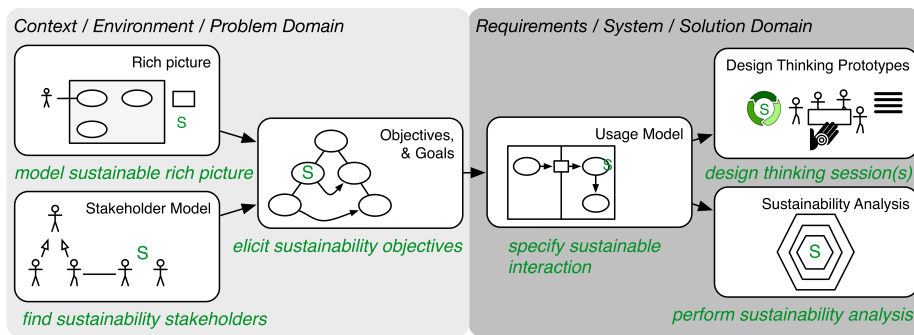 Context / Environment / Problem Domain
Requirements / System / Solution Domain
Rich picture
S
model sustainable rich picture
Stakeholder Model
S
find sustainability stakeholders
Objectives,
& Goals
S
elicit sustainability objectives
Usage Model
S
specify sustainable
interaction
Design Thinking Prototypes
S
design thinking session(s)
Sustainability Analysis
S
perform sustainability analysis